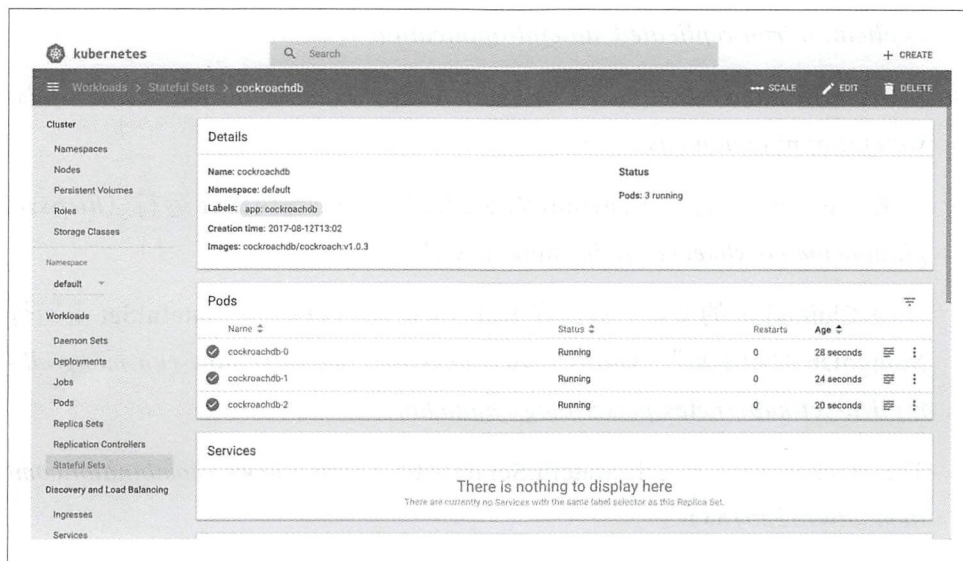 kubernetes
Search
+ CREATE
Workloads > Stateful Sets > cockroachdb
SCALE
EDIT
DELETE
Cluster
Namespaces
Nodes
Persistent Volumes
Roles
Storage Classes
Namespace
default
Workloads
Daemon Sets
Deployments
Jobs
Pods
Replica Sets
Replication Controllers
Stateful Sets
Discovery and Load Balancing
Ingresses
Services
Details
Name: cockroachdb
Namespace: default
Labels: app: cockroachdb
Creation time: 2017-08-12T13:02
Images: cockroachdb/cockroach:v1.0.3
Status
Pods: 3 running
Pods
Name Status Restarts Age
cockroachdb-0 Running 0 28 seconds
cockroachdb-1 Running 0 24 seconds
cockroachdb-2 Running 0 20 seconds
Services
There is nothing to display here
There are currently no Services with the same label selector as this Replica Set.